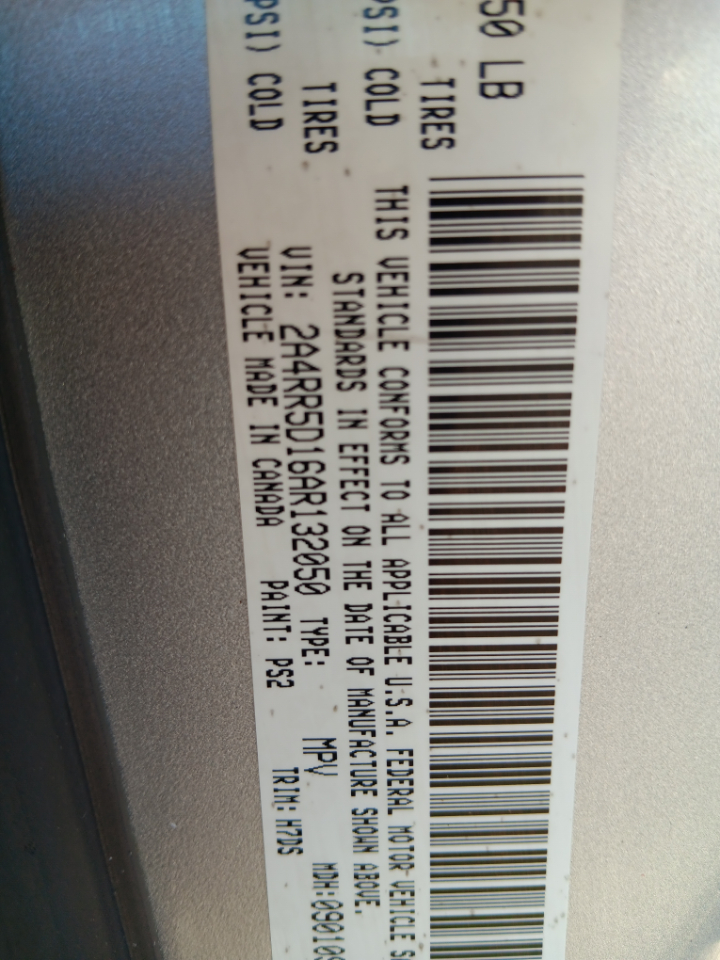 50 LB
TIRES
PSI) COLD
TIRES
PSI) COLD
THIS VEHICLE CONFORMS TO ALL APPLICABLE U.S.A. FEDERAL MOTOR VEHICLE S
STANDARDS IN EFFECT ON THE DATE OF MANUFACTURE SHOWN ABOVE.
VIN: 2A4RR5D16AR132050 TYPE: MPV MDH:090109
VEHICLE MADE IN CANADA PAINT: PS2 TRIM: H7DS